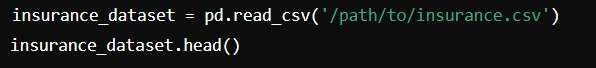 insurance_dataset = pd.read_csv('/path/to/insurance.csv')
insurance_dataset.head()